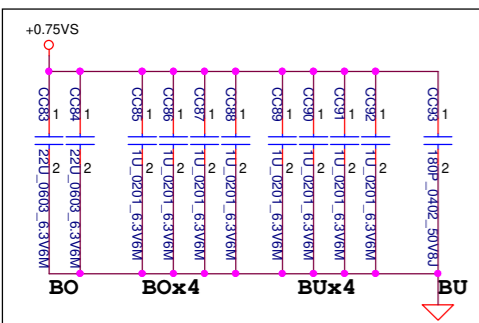 +0.75VS
CC83 1 2 22U_0603_6.3V6M
CC84 1 2 22U_0603_6.3V6M
CC85 1 2 1U_0201_6.3V6M
CC86 1 2 1U_0201_6.3V6M
CC87 1 2 1U_0201_6.3V6M
CC88 1 2 1U_0201_6.3V6M
CC89 1 2 1U_0201_6.3V6M
CC90 1 2 1U_0201_6.3V6M
CC91 1 2 1U_0201_6.3V6M
CC92 1 2 1U_0201_6.3V6M
CC93 1 2 180P_0402_50V8J
BO BOx4 BUx4 BU